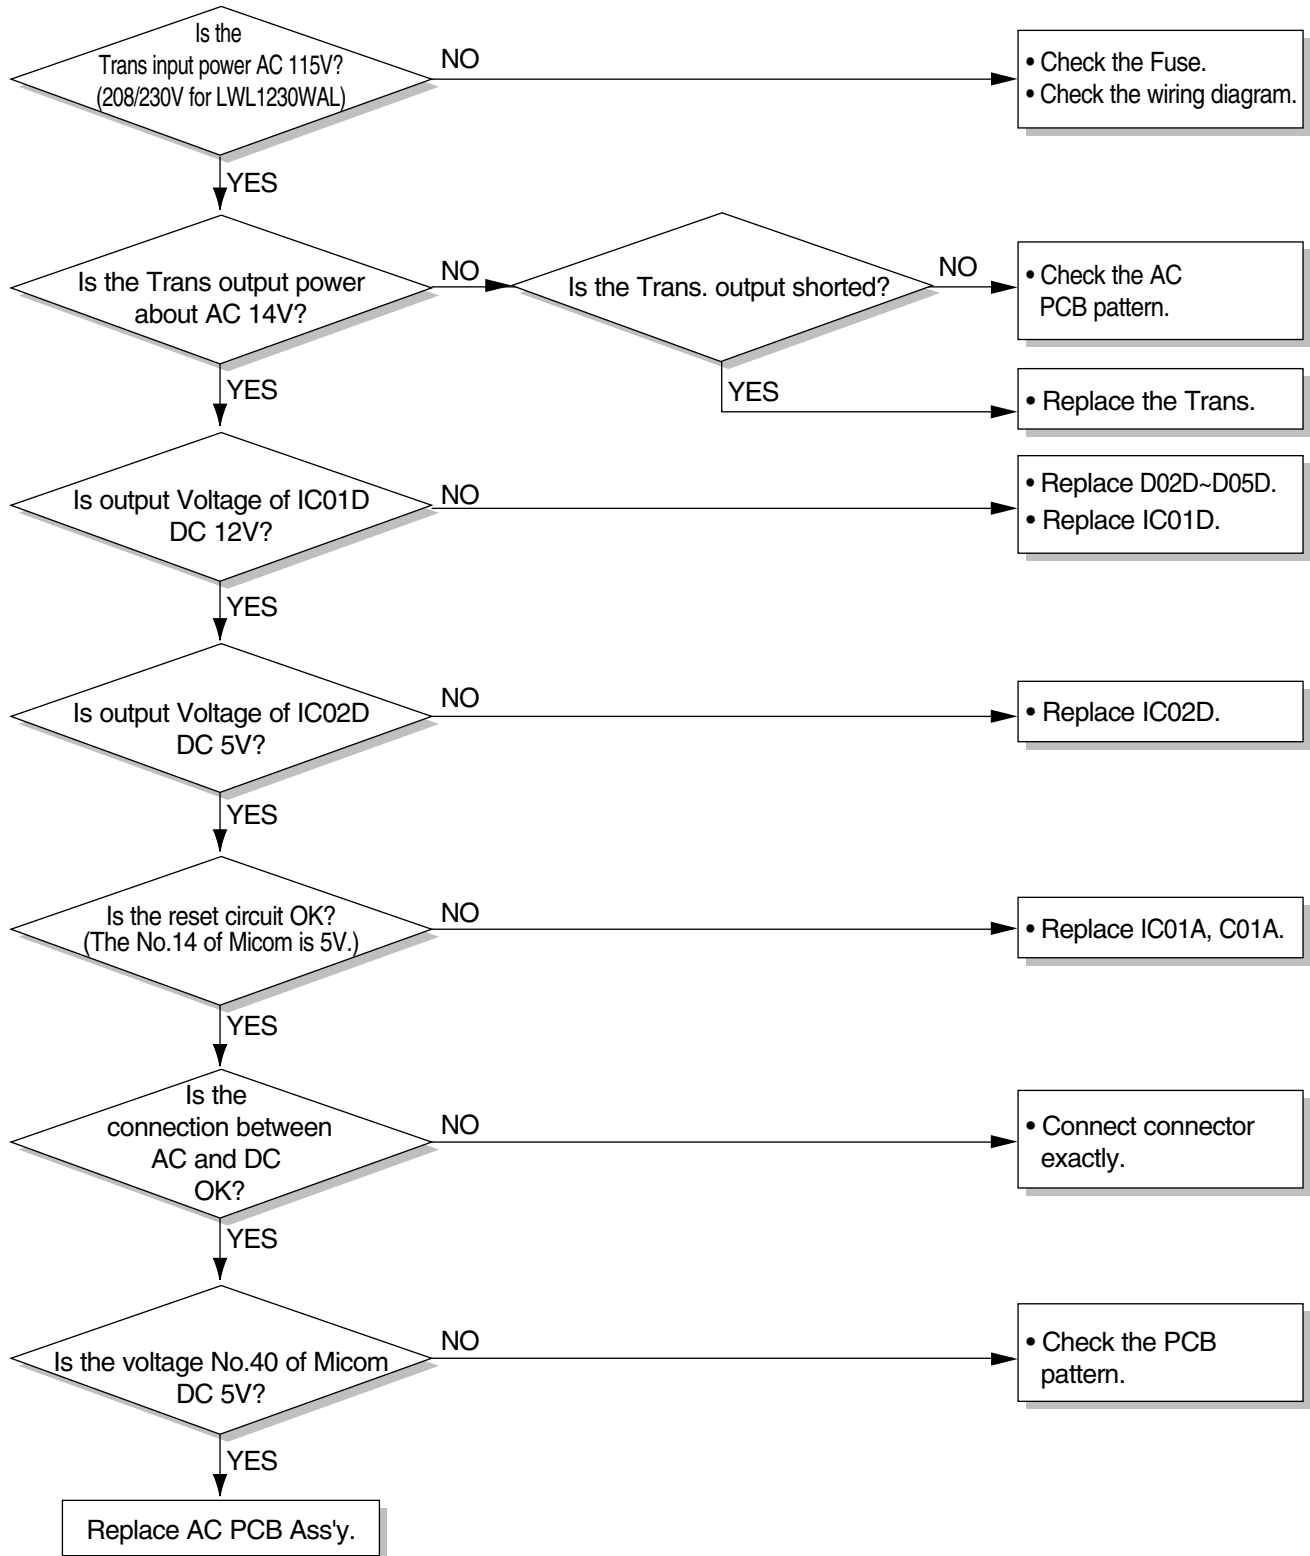 Is the
Trans input power AC 115V?
(208/230V for LWL1230WAL)
NO
• Check the Fuse.
• Check the wiring diagram.
YES
Is the Trans output power
about AC 14V?
NO
Is the Trans. output shorted?
NO
• Check the AC
PCB pattern.
YES
YES
• Replace the Trans.
Is output Voltage of IC01D
DC 12V?
NO
• Replace D02D~D05D.
• Replace IC01D.
YES
Is output Voltage of IC02D
DC 5V?
NO
• Replace IC02D.
YES
Is the reset circuit OK?
(The No.14 of Micom is 5V.)
NO
• Replace IC01A, C01A.
YES
Is the
connection between
AC and DC
OK?
NO
• Connect connector
exactly.
YES
Is the voltage No.40 of Micom
DC 5V?
NO
• Check the PCB
pattern.
YES
Replace AC PCB Ass'y.